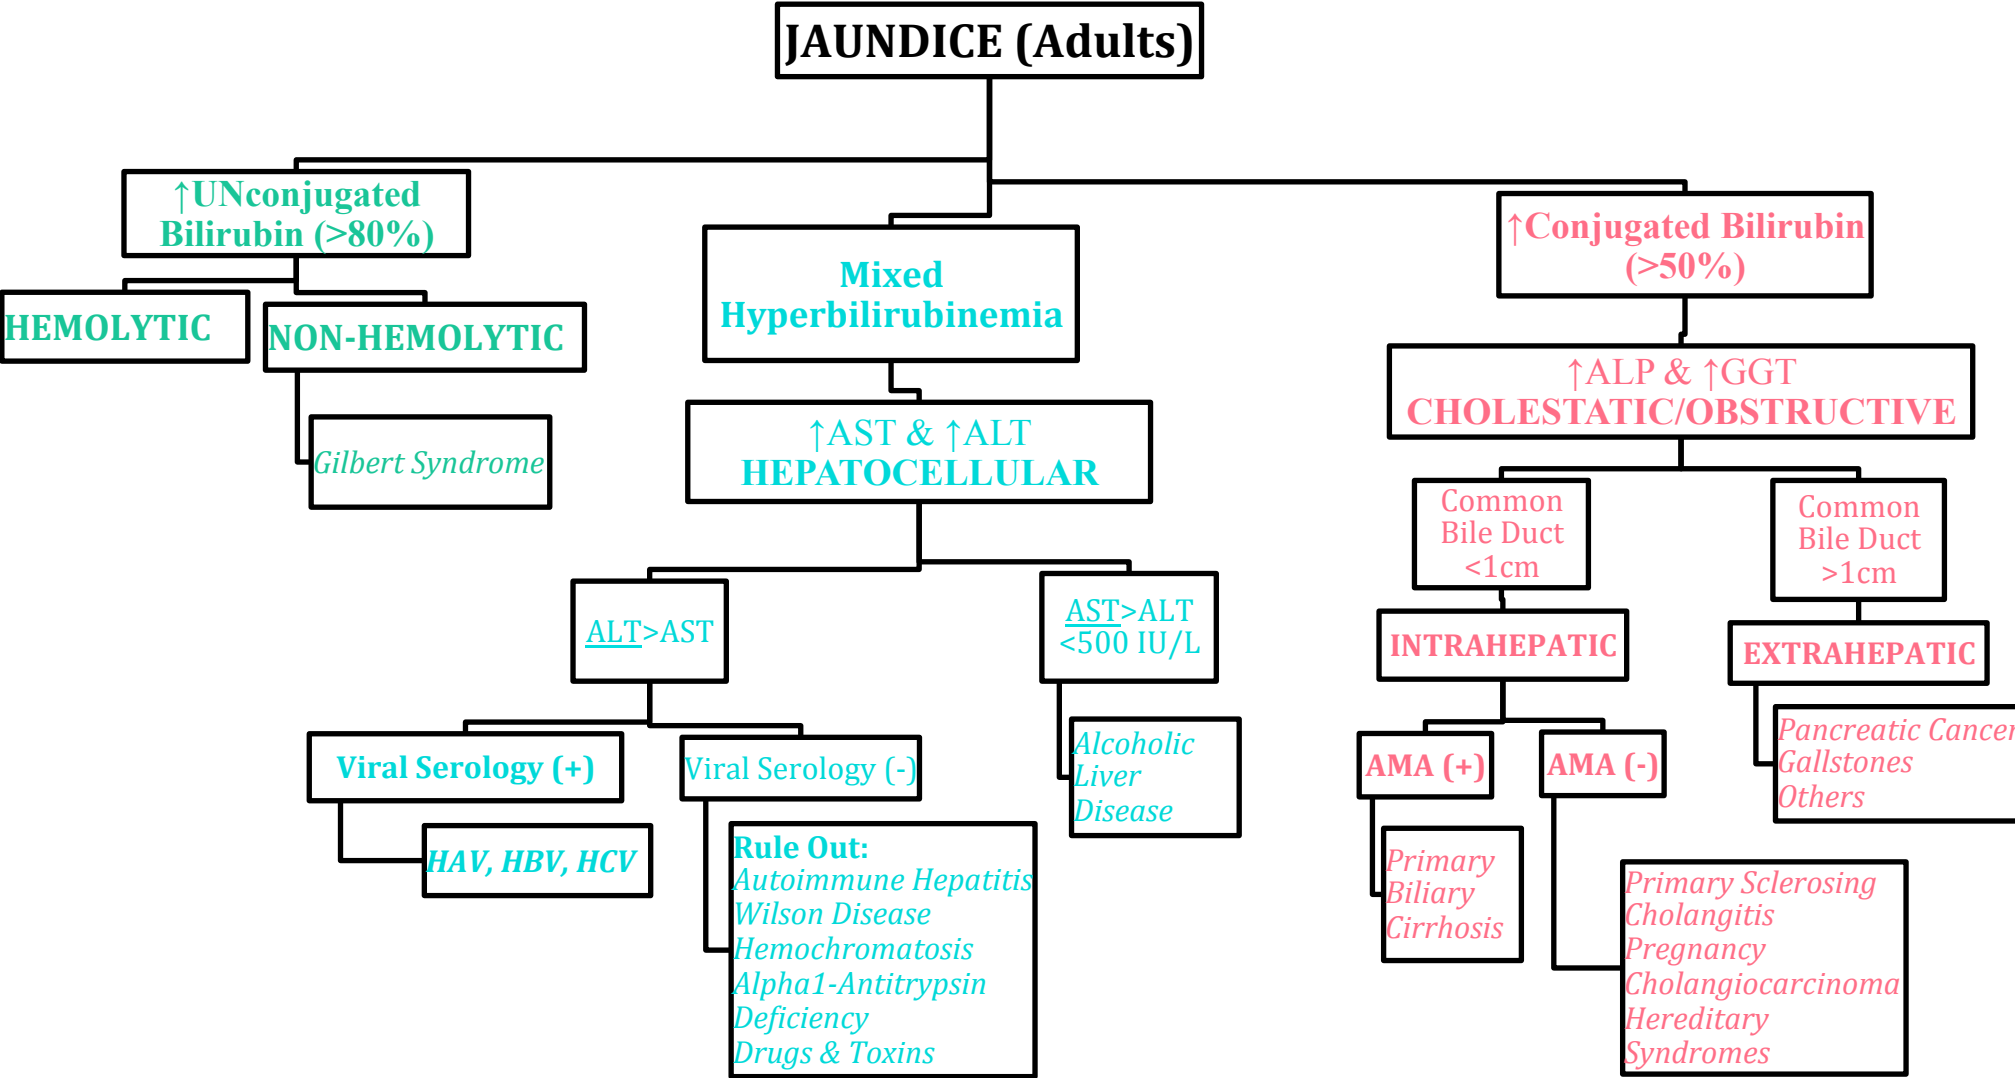 JAUNDICE (Adults)
↑UNconjugated
Bilirubin (>80%)
HEMOLYTIC
NON-HEMOLYTIC
Gilbert Syndrome
Mixed
Hyperbilirubinemia
↑AST & ↑ALT
HEPATOCELLULAR
ALT>AST
Viral Serology (+)
HAV, HBV, HCV
Viral Serology (-)
Rule Out:
Autoimmune Hepatitis
Wilson Disease
Hemochromatosis
Alpha1-Antitrypsin
Deficiency
Drugs & Toxins
AST>ALT
<500 IU/L
Alcoholic
Liver
Disease
↑Conjugated Bilirubin
(>50%)
↑ALP & ↑GGT
CHOLESTATIC/OBSTRUCTIVE
Common
Bile Duct
<1cm
INTRAHEPATIC
AMA (+)
Primary
Biliary
Cirrhosis
AMA (-)
Primary Sclerosing
Cholangitis
Pregnancy
Cholangiocarcinoma
Hereditary
Syndromes
Common
Bile Duct
>1cm
EXTRAHEPATIC
Pancreatic Cancer
Gallstones
Others